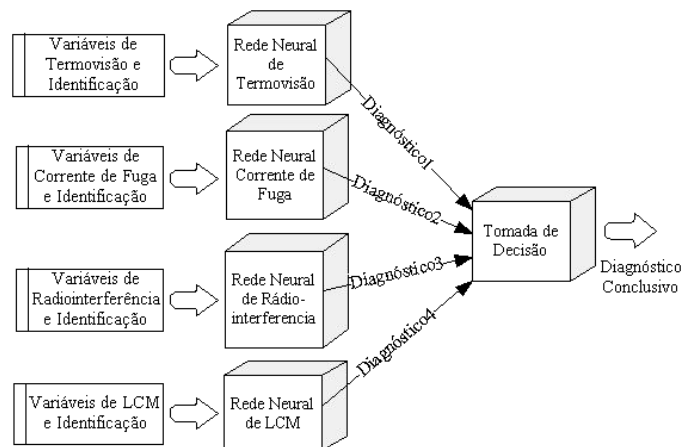 Variáveis de
Termovisão e
Identificação
Rede Neural
de
Termovisão
Diagnóstico1
Variáveis de
Corrente de Fuga
e Identificação
Rede Neural
Corrente de
Fuga
Diagnóstico2
Tomada de
Decisão
Diagnóstico
Conclusivo
Variáveis de
Radiointerferência
e Identificação
Rede Neural
de Rádio-
interferencia
Diagnóstico3
Variáveis de LCM
e Identificação
Rede Neural
de LCM
Diagnóstico4